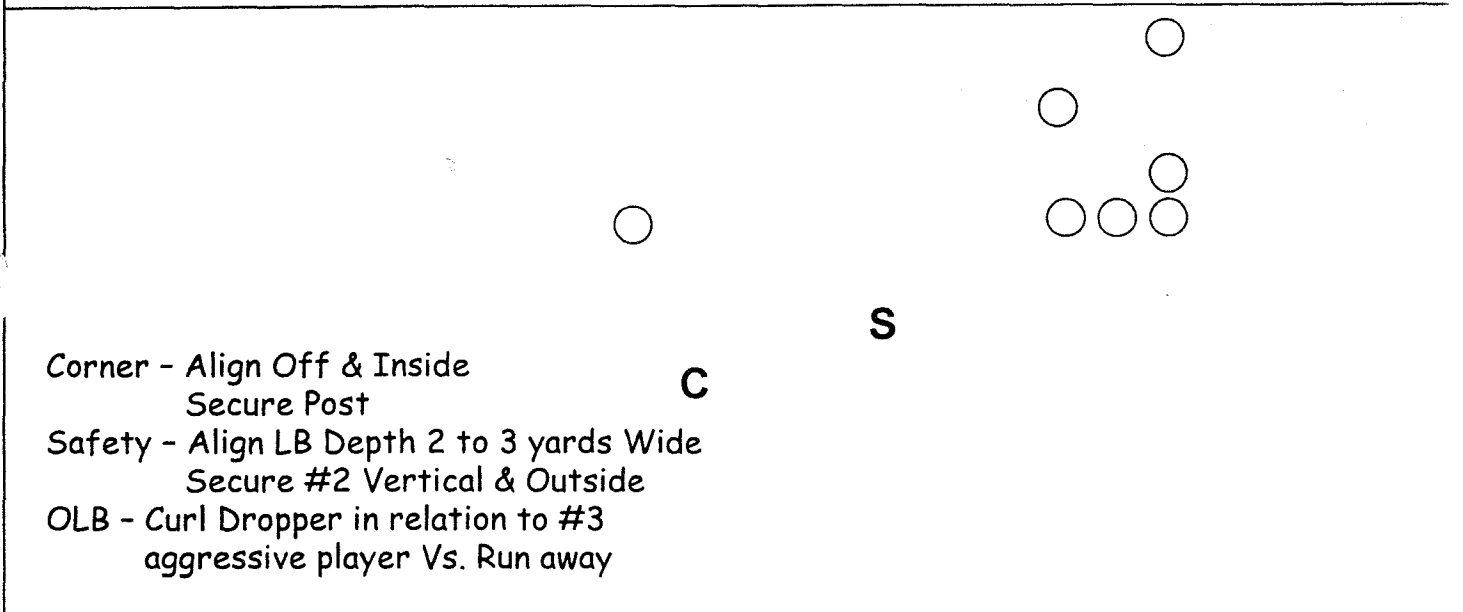 S
C
Corner - Align Off & Inside
Secure Post
Safety - Align LB Depth 2 to 3 yards Wide
Secure #2 Vertical & Outside
OLB - Curl Dropper in relation to #3
aggressive player Vs. Run away